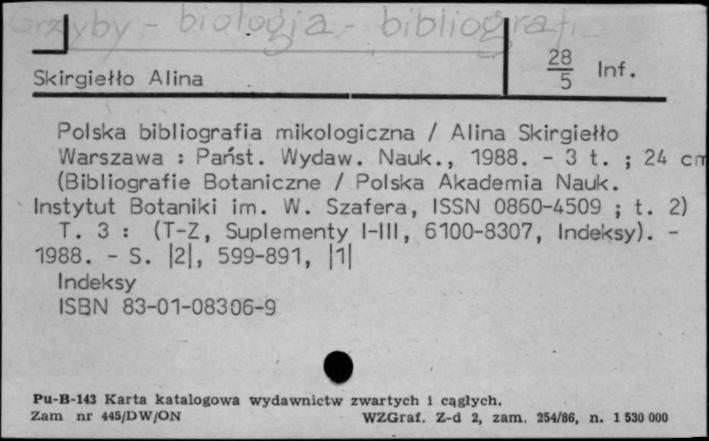 Grzyby - biologia - bibliografi
28
5
Inf.
Skirgiełło Alina
Polska bibliografia mikologiczna / Alina Skirgiełło
Warszawa : Państ. Wydaw. Nauk., 1988. - 3 t. ; 24 cm
(Bibliografie Botaniczne / Polska Akademia Nauk.
Instytut Botaniki im. W. Szafera, ISSN 0860-4509 ; t. 2)
T. 3 : (T-Z, Suplementy I-III, 6100-8307, Indeksy). -
1988. - S. |2|, 599-891, |1|
Indeksy
ISBN 83-01-08306-9
Pu-B-143 Karta katalogowa wydawnictw zwartych i ciągłych.
Zam nr 445/DW/ON WZGraf. Z-d 2, zam. 254/86, n. 1 530 000